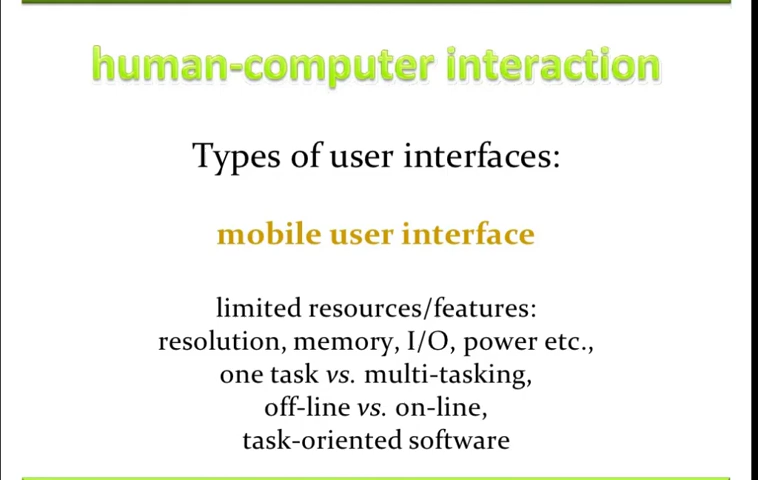 human-computer interaction
Types of user interfaces:
mobile user interface
limited resources/features:
resolution, memory, I/O, power etc.,
one task vs. multi-tasking,
off-line vs. on-line,
task-oriented software